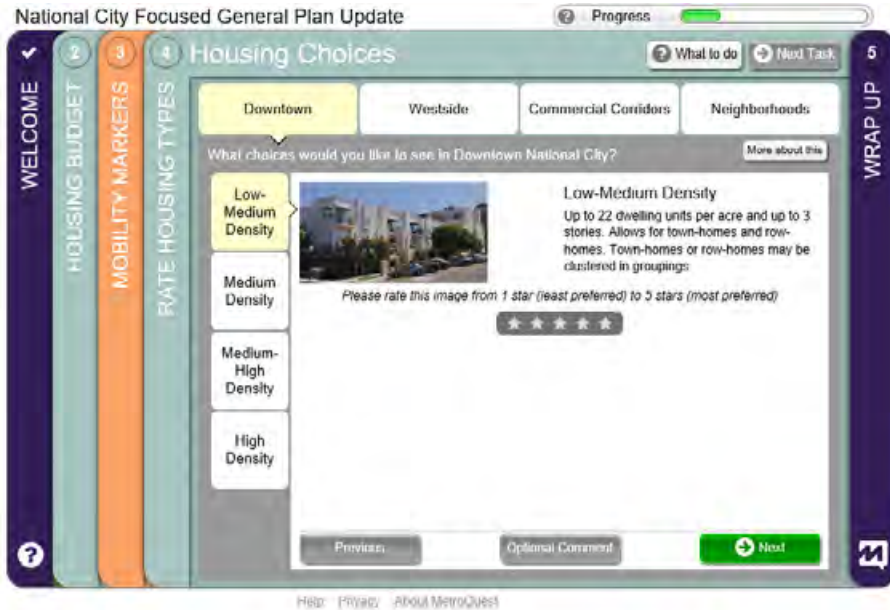 National City Focused General Plan Update
Progress
WELCOME
2
HOUSING BUDGET
3
MOBILITY MARKERS
4
RATE HOUSING TYPES
Housing Choices
What to do
Next Task
5
WRAP UP
Downtown
Westside
Commercial Corridors
Neighborhoods
What choices would you like to see in Downtown National City?
More about this
Low-
Medium
Density
Medium
Density
Medium-
High
Density
High
Density
Low-Medium Density
Up to 22 dwelling units per acre and up to 3
stories. Allows for town-homes and row-
homes. Town-homes or row-homes may be
clustered in groupings
Please rate this image from 1 star (least preferred) to 5 stars (most preferred)
Previous
Optional Comment
Next
Help Privacy About MetroQuest